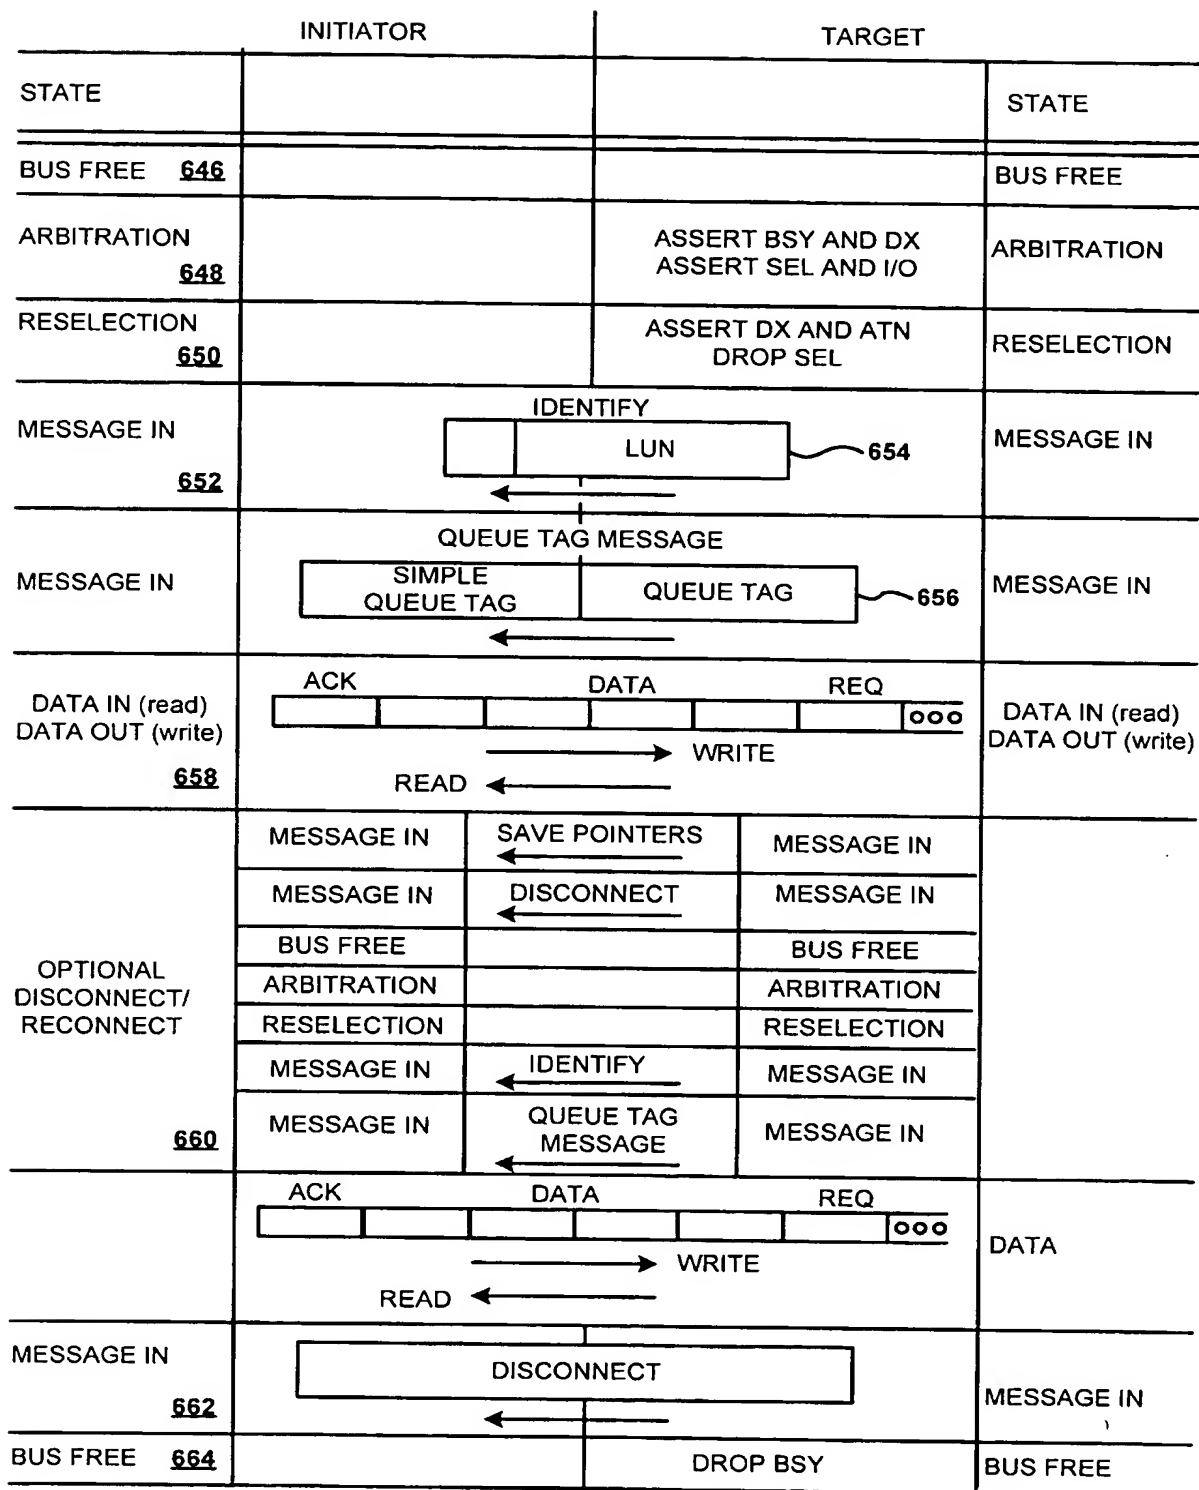 INITIATOR
TARGET
STATE
STATE
BUS FREE 646
BUS FREE
ARBITRATION
648
ASSERT BSY AND DX
ASSERT SEL AND I/O
ARBITRATION
RESELECTION
650
ASSERT DX AND ATN
DROP SEL
RESELECTION
MESSAGE IN
652
IDENTIFY
LUN
654
MESSAGE IN
MESSAGE IN
QUEUE TAG MESSAGE
SIMPLE
QUEUE TAG
QUEUE TAG
656
MESSAGE IN
DATA IN (read)
DATA OUT (write)
658
ACK
DATA
REQ
WRITE
READ
DATA IN (read)
DATA OUT (write)
OPTIONAL
DISCONNECT/
RECONNECT
660
MESSAGE IN
SAVE POINTERS
MESSAGE IN
MESSAGE IN
DISCONNECT
MESSAGE IN
BUS FREE
BUS FREE
ARBITRATION
ARBITRATION
RESELECTION
RESELECTION
MESSAGE IN
IDENTIFY
MESSAGE IN
MESSAGE IN
QUEUE TAG
MESSAGE
MESSAGE IN
ACK
DATA
REQ
WRITE
READ
DATA
MESSAGE IN
662
DISCONNECT
MESSAGE IN
BUS FREE 664
DROP BSY
BUS FREE